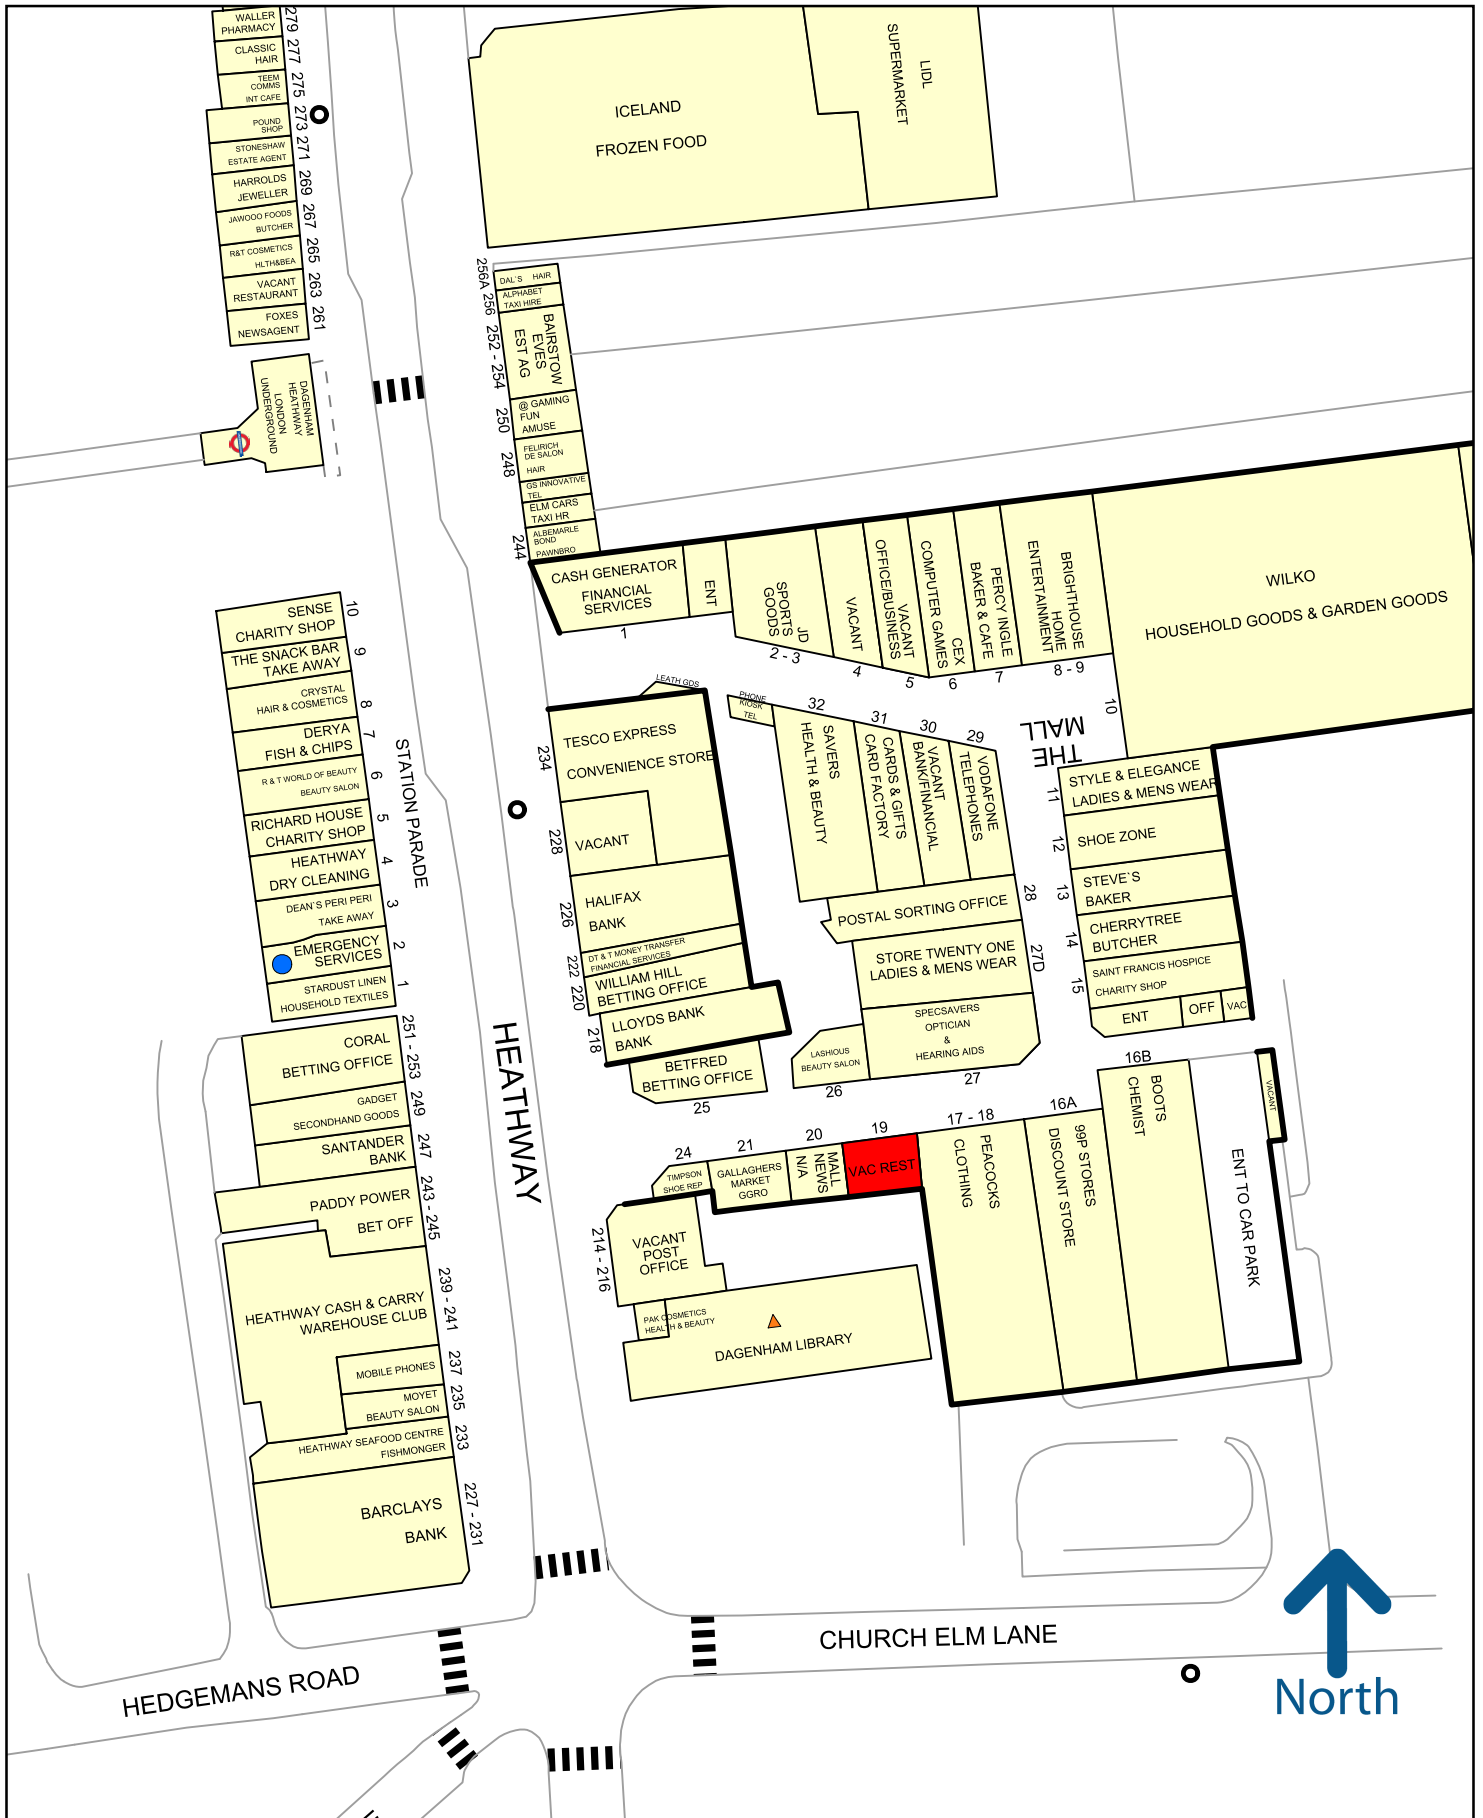 WALLER
PHARMACY
279
CLASSIC
HAIR
277
TEEM
COMMS
INT CAFE
275
POUND
SHOP
273
STONESHAW
ESTATE AGENT
271
HARROLDS
JEWELLER
269
JAWOOO FOODS
BUTCHER
267
R&T COSMETICS
HLTH&BEA
265
VACANT
RESTAURANT
263
FOXES
NEWSAGENT
261
DAGENHAM
HEATHWAY
LONDON
UNDERGROUND
ICELAND
FROZEN FOOD
LIDL
SUPERMARKET
256A
DAL`S HAIR
256
ALPHABET
TAXI HIRE
252 - 254
BAIRSTOW
EVES
EST AG
250
@ GAMING
FUN
AMUSE
248
FELIRICH
DE SALON
HAIR
GS INNOVATIVE
TEL
ELM CARS
TAXI HR
244
ALBEMARLE
BOND
PAWNBRO
CASH GENERATOR
FINANCIAL
SERVICES
1
ENT
JD
SPORTS
GOODS
2 - 3
VACANT
4
VACANT
OFFICE/BUSINESS
5
CEX
COMPUTER GAMES
6
PERCY INGLE
BAKER & CAFE
7
BRIGHTHOUSE
HOME
ENTERTAINMENT
8 - 9
WILKO
HOUSEHOLD GOODS & GARDEN GOODS
10
THE
MALL
SENSE
CHARITY SHOP
10
THE SNACK BAR
TAKE AWAY
9
CRYSTAL
HAIR & COSMETICS
8
DERYA
FISH & CHIPS
7
R & T WORLD OF BEAUTY
BEAUTY SALON
6
RICHARD HOUSE
CHARITY SHOP
5
HEATHWAY
DRY CLEANING
4
DEAN`S PERI PERI
TAKE AWAY
3
EMERGENCY
SERVICES
2
STARDUST LINEN
HOUSEHOLD TEXTILES
1
STATION PARADE
LEATH GDS
TESCO EXPRESS
CONVENIENCE STORE
234
VACANT
228
HALIFAX
BANK
226
DT & T MONEY TRANSFER
FINANCIAL SERVICES
222
WILLIAM HILL
BETTING OFFICE
220
LLOYDS BANK
BANK
218
BETFRED
BETTING OFFICE
25
PHONE
KIOSK
TEL
32
SAVERS
HEALTH & BEAUTY
31
CARDS & GIFTS
CARD FACTORY
30
VACANT
BANK/FINANCIAL
29
VODAFONE
TELEPHONES
POSTAL SORTING OFFICE
28
STORE TWENTY ONE
LADIES & MENS WEAR
27D
SPECSAVERS
OPTICIAN
&
HEARING AIDS
27
LASHIOUS
BEAUTY SALON
26
STYLE & ELEGANCE
LADIES & MENS WEAR
11
SHOE ZONE
12
STEVE`S
BAKER
13
CHERRYTREE
BUTCHER
14
SAINT FRANCIS HOSPICE
CHARITY SHOP
15
ENT
OFF
VAC
16B
BOOTS
CHEMIST
VACANT
ENT TO CAR PARK
16A
99P STORES
DISCOUNT STORE
17 - 18
PEACOCKS
CLOTHING
19
VAC REST
20
MALL
NEWS
N/A
21
GALLAGHERS
MARKET
GGRO
24
TIMPSON
SHOE REP
VACANT
POST
OFFICE
214 - 216
PAK COSMETICS
HEALTH & BEAUTY
DAGENHAM LIBRARY
CORAL
BETTING OFFICE
251 - 253
GADGET
SECONDHAND GOODS
249
SANTANDER
BANK
247
PADDY POWER
BET OFF
243 - 245
HEATHWAY CASH & CARRY
WAREHOUSE CLUB
239 - 241
MOBILE PHONES
237
MOYET
BEAUTY SALON
235
HEATHWAY SEAFOOD CENTRE
FISHMONGER
233
BARCLAYS
BANK
227 - 231
HEATHWAY
CHURCH ELM LANE
HEDGEMANS ROAD
North